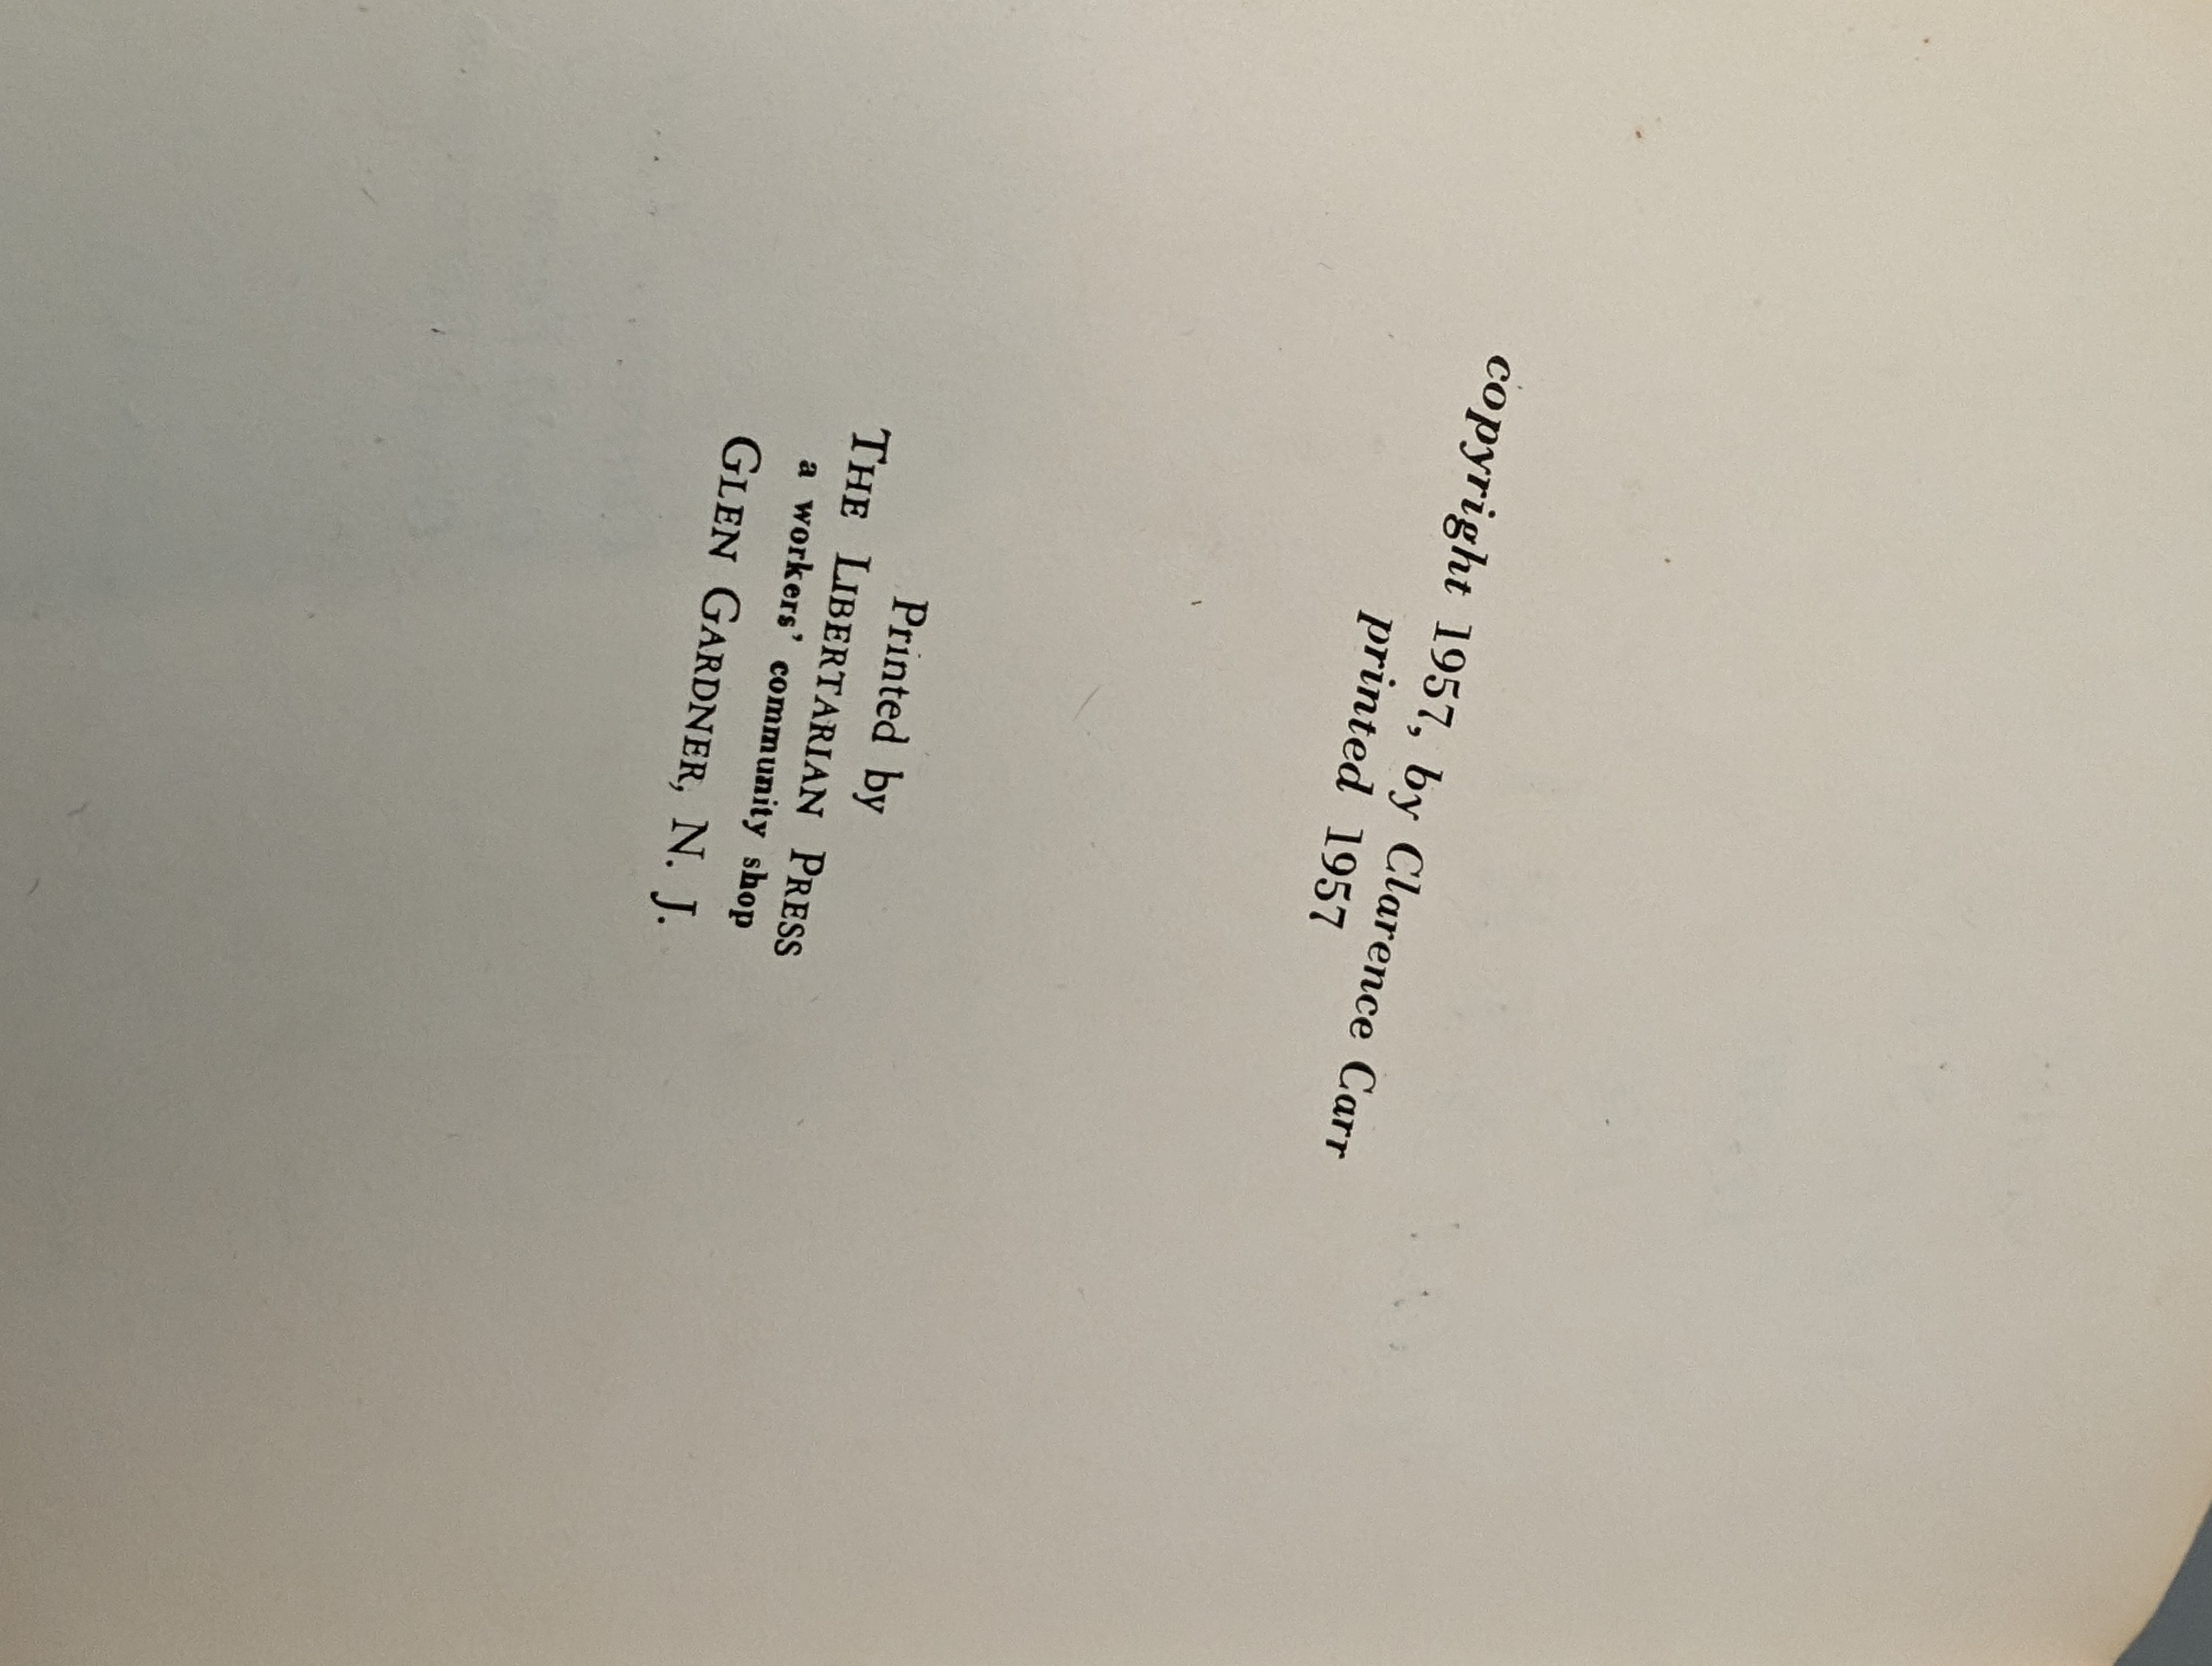 copyright 1957, by Clarence Carr
printed 1957
Printed by
THE LIBERTARIAN PRESS
a workers' community shop
GLEN GARDNER, N. J.